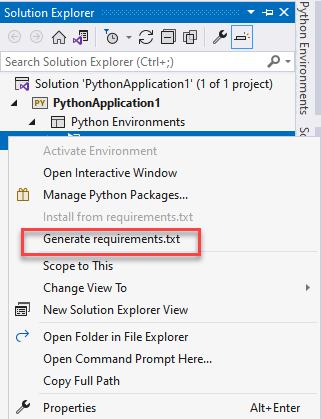 Solution Explorer
Search Solution Explorer (Ctrl+;)
Solution 'PythonApplication1' (1 of 1 project)
PY PythonApplication1
Python Environments
Activate Environment
Open Interactive Window
Manage Python Packages...
Install from requirements.txt
Generate requirements.txt
Scope to This
Change View To
New Solution Explorer View
Open Folder in File Explorer
Open Command Prompt Here...
Copy Full Path
Properties Alt+Enter
Python Environments